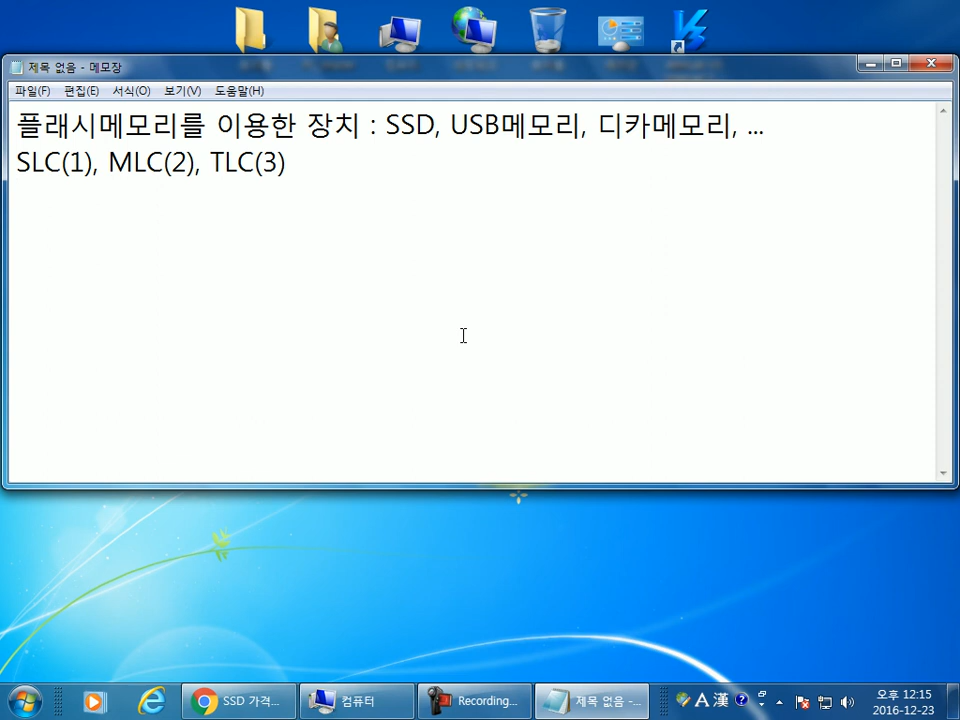 제목 없음 - 메모장
파일(F) 편집(E) 서식(O) 보기(V) 도움말(H)
플래시메모리를 이용한 장치 : SSD, USB메모리, 디카메모리, ...
SLC(1), MLC(2), TLC(3)
SSD 가격...
컴퓨터
Recording...
제목 없음 -...
A 漢
오후 12:15
2016-12-23